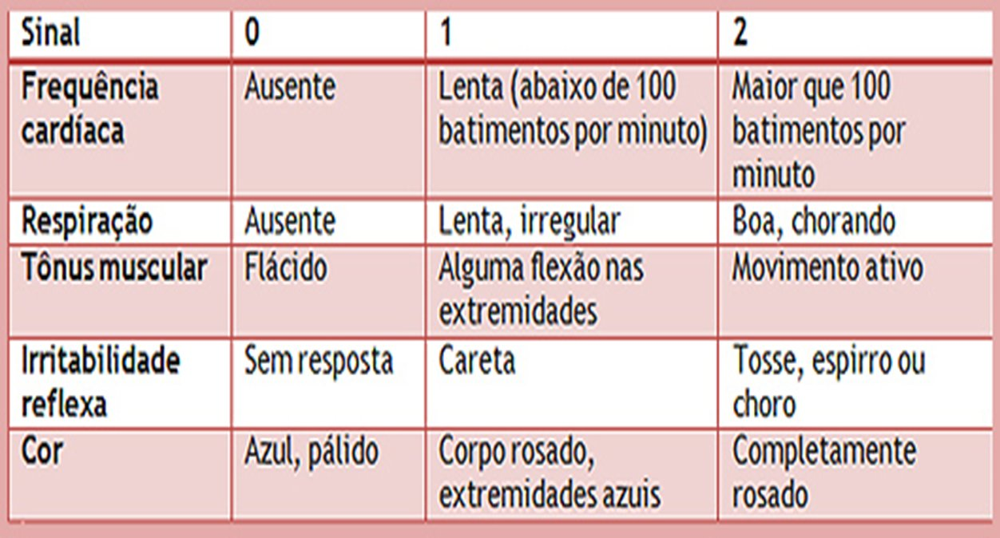 Sinal 0 1 2
Frequência cardíaca Ausente Lenta (abaixo de 100 batimentos por minuto) Maior que 100 batimentos por minuto
Respiração Ausente Lenta, irregular Boa, chorando
Tônus muscular Flácido Alguma flexão nas extremidades Movimento ativo
Irritabilidade reflexa Sem resposta Careta Tosse, espirro ou choro
Cor Azul, pálido Corpo rosado, extremidades azuis Completamente rosado